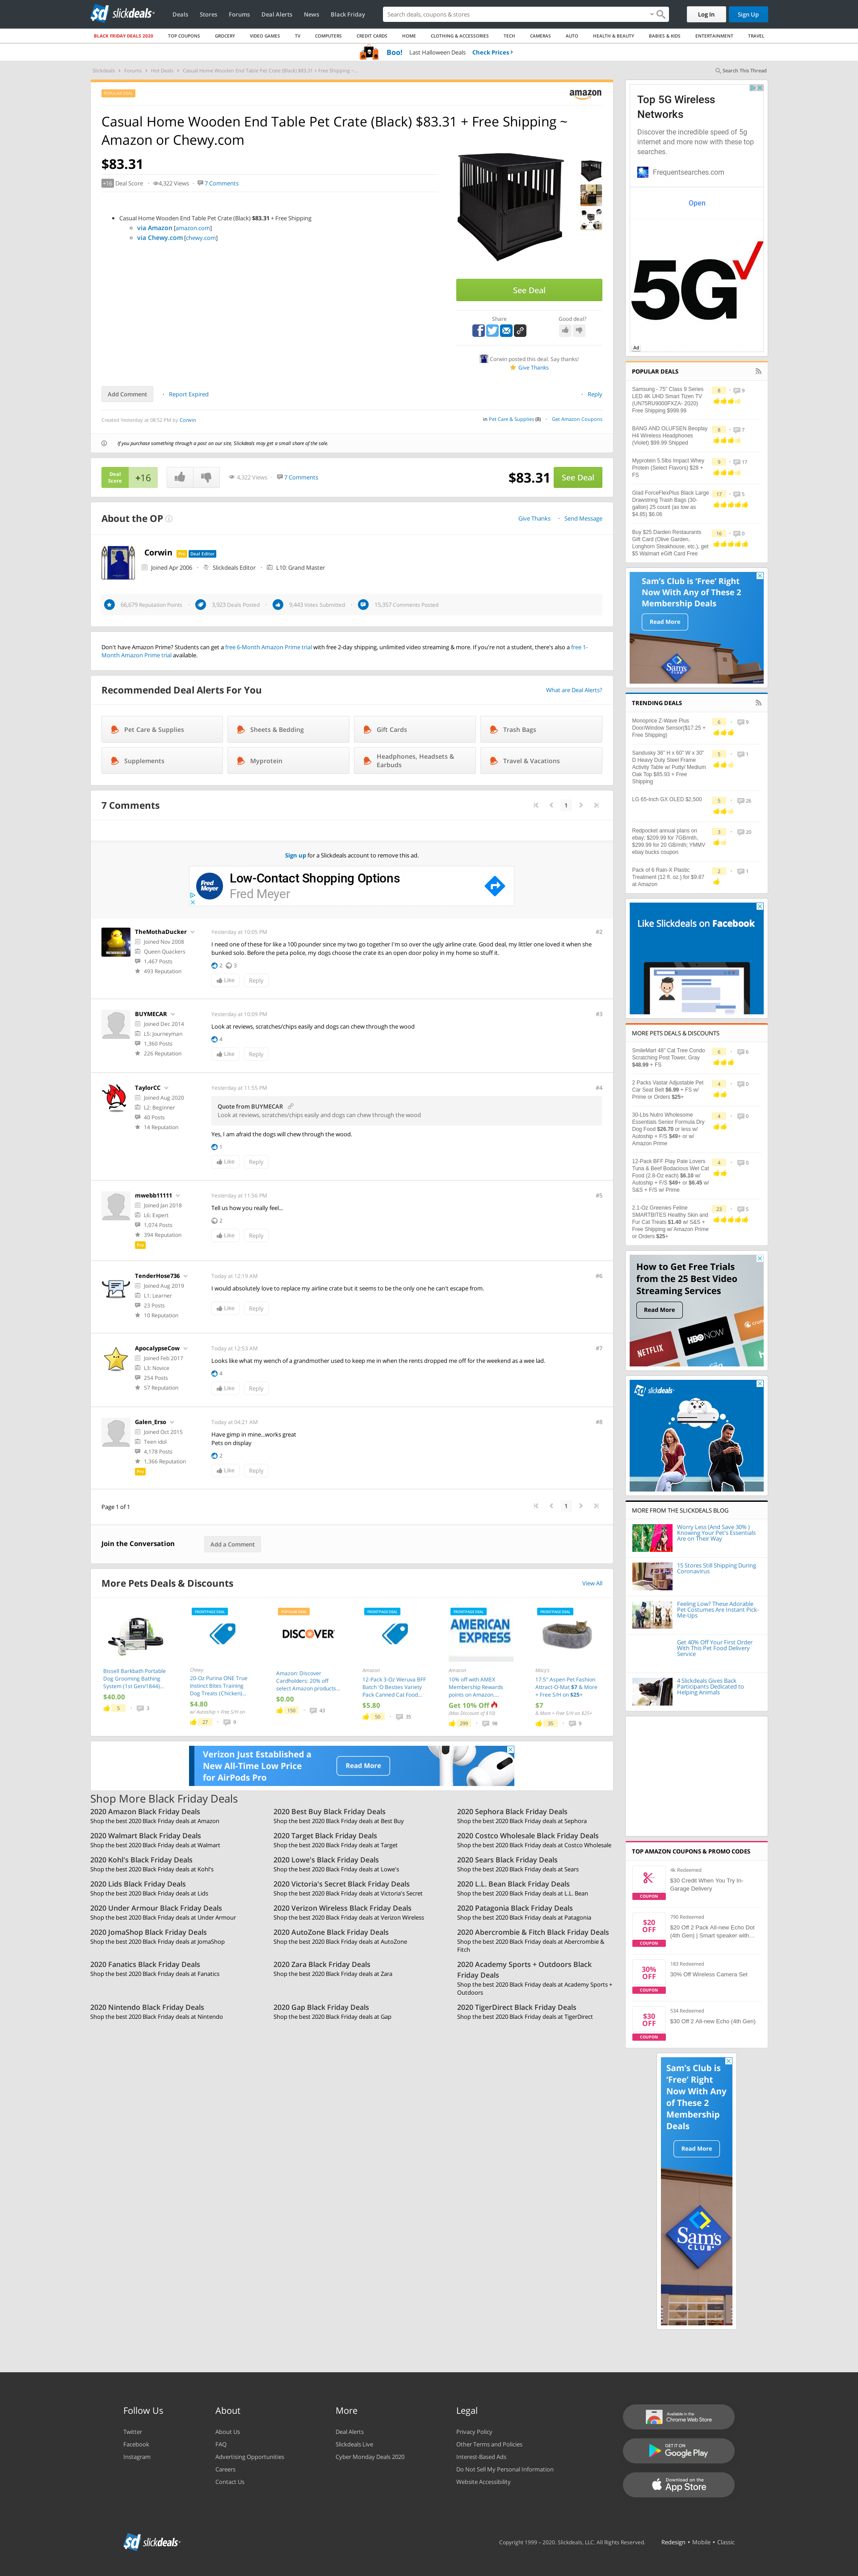 slickdeals
Deals Stores Forums Deal Alerts News Black Friday
Search deals, coupons & stores
Log In Sign Up
BLACK FRIDAY DEALS 2020 TOP COUPONS GROCERY VIDEO GAMES TV COMPUTERS CREDIT CARDS HOME CLOTHING & ACCESSORIES TECH CAMERAS AUTO HEALTH & BEAUTY BABIES & KIDS ENTERTAINMENT TRAVEL
Boo! Last Halloween Deals Check Prices ›
Slickdeals › Forums › Hot Deals › Casual Home Wooden End Table Pet Crate (Black) $83.31 + Free Shipping ~...
Search This Thread
POPULAR DEAL
amazon
Casual Home Wooden End Table Pet Crate (Black) $83.31 + Free Shipping ~
Amazon or Chewy.com
$83.31
+16 Deal Score 4,322 Views 7 Comments
Casual Home Wooden End Table Pet Crate (Black) $83.31 + Free Shipping
via Amazon [amazon.com]
via Chewy.com [chewy.com]
See Deal
Share Good deal?
Corwin posted this deal. Say thanks!
Give Thanks
Add Comment Report Expired Reply
Created Yesterday at 08:52 PM by Corwin
in Pet Care & Supplies (8) Get Amazon Coupons
If you purchase something through a post on our site, Slickdeals may get a small share of the sale.
Deal
Score
+16
4,322 Views 7 Comments
$83.31 See Deal
About the OP
Give Thanks Send Message
Corwin Pro Deal Editor
Joined Apr 2006 Slickdeals Editor L10: Grand Master
66,679 Reputation Points 3,923 Deals Posted 9,443 Votes Submitted 15,357 Comments Posted
Don't have Amazon Prime? Students can get a free 6-Month Amazon Prime trial with free 2-day shipping, unlimited video streaming & more. If you're not a student, there's also a free 1-
Month Amazon Prime trial available.
Recommended Deal Alerts For You
What are Deal Alerts?
Pet Care & Supplies Sheets & Bedding Gift Cards Trash Bags
Supplements Myprotein Headphones, Headsets &
Earbuds
Travel & Vacations
7 Comments
1
Sign up for a Slickdeals account to remove this ad.
Fred Meyer
Low-Contact Shopping Options
Fred Meyer
TheMothaDucker
Joined Nov 2008
Queen Quackers
1,467 Posts
493 Reputation
Yesterday at 10:05 PM
#2
I need one of these for like a 100 pounder since my two go together I'm so over the ugly airline crate. Good deal, my littler one loved it when she
bunked solo. Before the peta police, my dogs choose the crate its an open door policy in my home so stuff it.
2 3
Like Reply
BUYMECAR
Joined Dec 2014
L5: Journeyman
1,360 Posts
226 Reputation
Yesterday at 10:09 PM
#3
Look at reviews, scratches/chips easily and dogs can chew through the wood
4
Like Reply
TaylorCC
Joined Aug 2020
L2: Beginner
40 Posts
14 Reputation
Yesterday at 11:55 PM
#4
Quote from BUYMECAR
Look at reviews, scratches/chips easily and dogs can chew through the wood
Yes, I am afraid the dogs will chew through the wood.
1
Like Reply
mwebb11111
Joined Jan 2018
L6: Expert
1,074 Posts
394 Reputation
Pro
Yesterday at 11:56 PM
#5
Tell us how you really feel...
2
Like Reply
TenderHose736
Joined Aug 2019
L1: Learner
23 Posts
10 Reputation
Today at 12:19 AM
#6
I would absolutely love to replace my airline crate but it seems to be the only one he can't escape from.
Like Reply
ApocalypseCow
Joined Feb 2017
L3: Novice
254 Posts
57 Reputation
Today at 12:53 AM
#7
Looks like what my wench of a grandmother used to keep me in when the rents dropped me off for the weekend as a wee lad.
4
Like Reply
Galen_Erso
Joined Oct 2015
Teen idol
4,178 Posts
1,366 Reputation
Pro
Today at 04:21 AM
#8
Have gimp in mine...works great
Pets on display
2
Like Reply
Page 1 of 1
1
Join the Conversation Add a Comment
More Pets Deals & Discounts
View All
Bissell Barkbath Portable
Dog Grooming Bathing
System (1st Gen/1844)...
$40.00
5 3
FRONTPAGE DEAL
Chewy
20-Oz Purina ONE True
Instinct Bites Training
Dog Treats (Chicken)...
$4.80
w/ Autoship + Free S/H on
27 9
POPULAR DEAL
DISCOVER
Amazon: Discover
Cardholders: 20% off
select Amazon products...
$0.00
150 43
FRONTPAGE DEAL
Amazon
12-Pack 3-Oz Weruva BFF
Batch 'O Besties Variety
Pack Canned Cat Food...
$5.80
50 35
FRONTPAGE DEAL
AMERICAN
EXPRESS
Amazon
10% off with AMEX
Membership Rewards
points on Amazon....
Get 10% Off
(Max Discount of $10)
299 98
FRONTPAGE DEAL
Macy's
17.5" Aspen Pet Fashion
Attract-O-Mat $7 & More
+ Free S/H on $25+
$7
& More + Free S/H on $25+
35 9
Verizon Just Established a
New All-Time Low Price
for AirPods Pro
Read More
Shop More Black Friday Deals
2020 Amazon Black Friday Deals
Shop the best 2020 Black Friday deals at Amazon
2020 Best Buy Black Friday Deals
Shop the best 2020 Black Friday deals at Best Buy
2020 Sephora Black Friday Deals
Shop the best 2020 Black Friday deals at Sephora
2020 Walmart Black Friday Deals
Shop the best 2020 Black Friday deals at Walmart
2020 Target Black Friday Deals
Shop the best 2020 Black Friday deals at Target
2020 Costco Wholesale Black Friday Deals
Shop the best 2020 Black Friday deals at Costco Wholesale
2020 Kohl's Black Friday Deals
Shop the best 2020 Black Friday deals at Kohl's
2020 Lowe's Black Friday Deals
Shop the best 2020 Black Friday deals at Lowe's
2020 Sears Black Friday Deals
Shop the best 2020 Black Friday deals at Sears
2020 Lids Black Friday Deals
Shop the best 2020 Black Friday deals at Lids
2020 Victoria's Secret Black Friday Deals
Shop the best 2020 Black Friday deals at Victoria's Secret
2020 L.L. Bean Black Friday Deals
Shop the best 2020 Black Friday deals at L.L. Bean
2020 Under Armour Black Friday Deals
Shop the best 2020 Black Friday deals at Under Armour
2020 Verizon Wireless Black Friday Deals
Shop the best 2020 Black Friday deals at Verizon Wireless
2020 Patagonia Black Friday Deals
Shop the best 2020 Black Friday deals at Patagonia
2020 JomaShop Black Friday Deals
Shop the best 2020 Black Friday deals at JomaShop
2020 AutoZone Black Friday Deals
Shop the best 2020 Black Friday deals at AutoZone
2020 Abercrombie & Fitch Black Friday Deals
Shop the best 2020 Black Friday deals at Abercrombie &
Fitch
2020 Fanatics Black Friday Deals
Shop the best 2020 Black Friday deals at Fanatics
2020 Zara Black Friday Deals
Shop the best 2020 Black Friday deals at Zara
2020 Academy Sports + Outdoors Black
Friday Deals
Shop the best 2020 Black Friday deals at Academy Sports +
Outdoors
2020 Nintendo Black Friday Deals
Shop the best 2020 Black Friday deals at Nintendo
2020 Gap Black Friday Deals
Shop the best 2020 Black Friday deals at Gap
2020 TigerDirect Black Friday Deals
Shop the best 2020 Black Friday deals at TigerDirect
Top 5G Wireless
Networks
Discover the incredible speed of 5g
internet and more now with these top
searches.
Frequentsearches.com
Open
5G
Ad
POPULAR DEALS
Samsung - 75" Class 9 Series
LED 4K UHD Smart Tizen TV
(UN75RU9000FXZA- 2020)
Free Shipping $999.99
8 9
BANG AND OLUFSEN Beoplay
H4 Wireless Headphones
(Violet) $99.99 Shipped
8 7
Myprotein 5.5lbs Impact Whey
Protein (Select Flavors) $28 +
FS
9 17
Glad ForceFlexPlus Black Large
Drawstring Trash Bags (30-
gallon) 25 count (as low as
$4.85) $6.06
17 5
Buy $25 Darden Restaurants
Gift Card (Olive Garden,
Longhorn Steakhouse, etc.), get
$5 Walmart eGift Card Free
16 0
Sam's Club is 'Free' Right
Now With Any of These 2
Membership Deals
Read More
Sam's
TRENDING DEALS
Monoprice Z-Wave Plus
Door/Window Sensor($17.25 +
Free Shipping)
6 9
Sandusky 36" H x 60" W x 30"
D Heavy Duty Steel Frame
Activity Table w/ Putty/ Medium
Oak Top $85.93 + Free
Shipping
5 1
LG 65-Inch GX OLED $2,500
5 26
Redpocket annual plans on
ebay; $209.99 for 7GB/mth,
$299.99 for 20 GB/mth; YMMV
ebay bucks coupon
3 20
Pack of 6 Rain-X Plastic
Treatment (12 fl. oz.) for $9.87
at Amazon
2 1
Like Slickdeals on Facebook
MORE PETS DEALS & DISCOUNTS
SmileMart 48" Cat Tree Condo
Scratching Post Tower, Gray
$48.99 + FS
6 6
2 Packs Vastar Adjustable Pet
Car Seat Belt $6.99 + FS w/
Prime or Orders $25+
4 0
30-Lbs Nutro Wholesome
Essentials Senior Formula Dry
Dog Food $26.70 or less w/
Autoship + F/S $49+ or w/
Amazon Prime
4 0
12-Pack BFF Play Pate Lovers
Tuna & Beef Bodacious Wet Cat
Food (2.8-Oz each) $6.10 w/
Autoship + F/S $49+ or $6.45 w/
S&S + F/S w/ Prime
4 0
2.1-Oz Greenies Feline
SMARTBITES Healthy Skin and
Fur Cat Treats $1.40 w/ S&S +
Free Shipping w/ Amazon Prime
or Orders $25+
23 5
How to Get Free Trials
from the 25 Best Video
Streaming Services
Read More
NETFLIX HBO NOW
slickdeals
MORE FROM THE SLICKDEALS BLOG
Worry Less (And Save 30% )
Knowing Your Pet's Essentials
Are on Their Way
15 Stores Still Shipping During
Coronavirus
Feeling Low? These Adorable
Pet Costumes Are Instant Pick-
Me-Ups
Get 40% Off Your First Order
With This Pet Food Delivery
Service
4 Slickdeals Gives Back
Participants Dedicated to
Helping Animals
TOP AMAZON COUPONS & PROMO CODES
COUPON
4k Redeemed
$30 Credit When You Try In-
Garage Delivery
$20
OFF
COUPON
790 Redeemed
$20 Off 2 Pack All-new Echo Dot
(4th Gen) | Smart speaker with...
30%
OFF
COUPON
183 Redeemed
30% Off Wireless Camera Set
$30
OFF
COUPON
534 Redeemed
$30 Off 2 All-new Echo (4th Gen)
Sam's Club is
'Free' Right
Now With Any
of These 2
Membership
Deals
Read More
Sam's
CLUB
Follow Us
Twitter
Facebook
Instagram
About
About Us
FAQ
Advertising Opportunities
Careers
Contact Us
More
Deal Alerts
Slickdeals Live
Cyber Monday Deals 2020
Legal
Privacy Policy
Other Terms and Policies
Interest-Based Ads
Do Not Sell My Personal Information
Website Accessibility
Available in the
Chrome Web Store
GET IT ON
Google Play
Download on the
App Store
slickdeals
Copyright 1999 – 2020. Slickdeals, LLC. All Rights Reserved. Redesign • Mobile • Classic